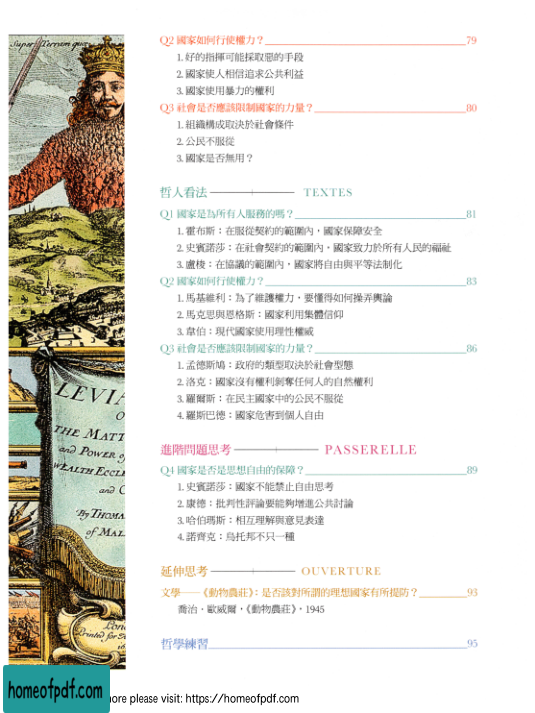 Super Terram quæ
LEVIA
O
THE MATT
and POWER of
WEALTH ECCLE
and C
By THOMA
of MAL
Lon
Printed for
Q2 國家如何行使權力？ 79
1. 好的指揮可能採取惡的手段
2. 國家使人相信追求公共利益
3. 國家使用暴力的權利
Q3 社會是否應該限制國家的力量？ 80
1. 組織構成取決於社會條件
2. 公民不服從
3. 國家是否無用？
哲人看法 TEXTES
Q1 國家是為所有人服務的嗎？ 81
1. 霍布斯：在服從契約的範圍內，國家保障安全
2. 史賓諾莎：在社會契約的範圍內，國家致力於所有人民的福祉
3. 盧梭：在協議的範圍內，國家將自由與平等法制化
Q2 國家如何行使權力？ 83
1. 馬基維利：為了維護權力，要懂得如何操弄輿論
2. 馬克思與恩格斯：國家利用集體信仰
3. 韋伯：現代國家使用理性權威
Q3 社會是否應該限制國家的力量？ 86
1. 孟德斯鳩：政府的類型取決於社會型態
2. 洛克：國家沒有權利剝奪任何人的自然權利
3. 羅爾斯：在民主國家中的公民不服從
4. 羅斯巴德：國家危害到個人自由
進階問題思考 PASSERELLE
Q4 國家是否是思想自由的保障？ 89
1. 史賓諾莎：國家不能禁止自由思考
2. 康德：批判性評論要能夠增進公共討論
3. 哈伯瑪斯：相互理解與意見表達
4. 諾齊克：烏托邦不只一種
延伸思考 OUVERTURE
文學——《動物農莊》：是否該對所謂的理想國家有所提防？ 93
喬治・歐威爾，《動物農莊》，1945
哲學練習 95
homeofpdf.com
ore please visit: https://homeofpdf.com